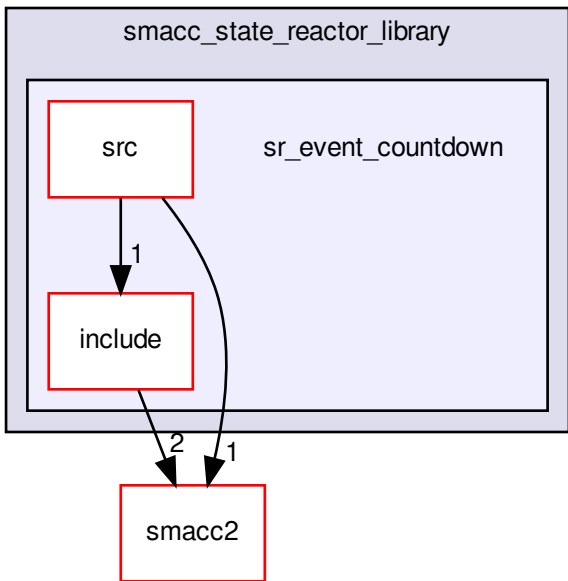 smacc_state_reactor_library
src
sr_event_countdown
1
include
2
1
smacc2